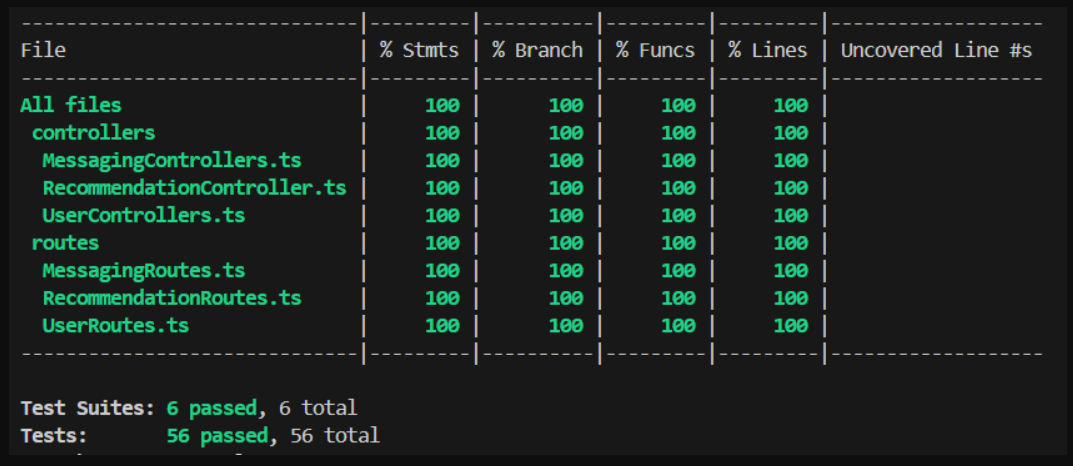 ------------------------------|---------|----------|---------|---------|-------------------
File                          | % Stmts | % Branch | % Funcs | % Lines | Uncovered Line #s
------------------------------|---------|----------|---------|---------|-------------------
All files                     |     100 |      100 |     100 |     100 |
 controllers                  |     100 |      100 |     100 |     100 |
  MessagingControllers.ts     |     100 |      100 |     100 |     100 |
  RecommendationController.ts |     100 |      100 |     100 |     100 |
  UserControllers.ts          |     100 |      100 |     100 |     100 |
 routes                       |     100 |      100 |     100 |     100 |
  MessagingRoutes.ts          |     100 |      100 |     100 |     100 |
  RecommendationRoutes.ts     |     100 |      100 |     100 |     100 |
  UserRoutes.ts               |     100 |      100 |     100 |     100 |
------------------------------|---------|----------|---------|---------|-------------------
Test Suites: 6 passed, 6 total
Tests:       56 passed, 56 total